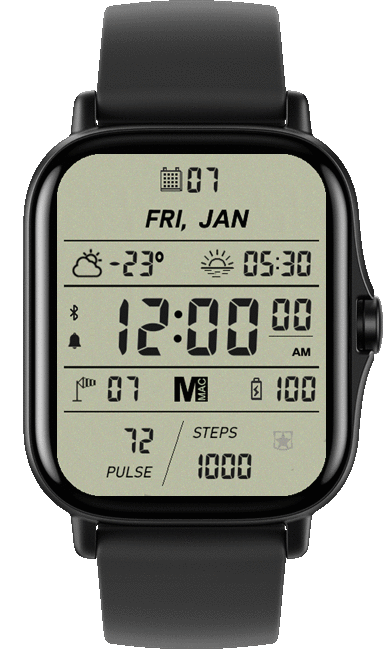 07
FRI, JAN
-23° 05:30
12:00 00
AM
07 M MAC 100
72 STEPS
PULSE 1000